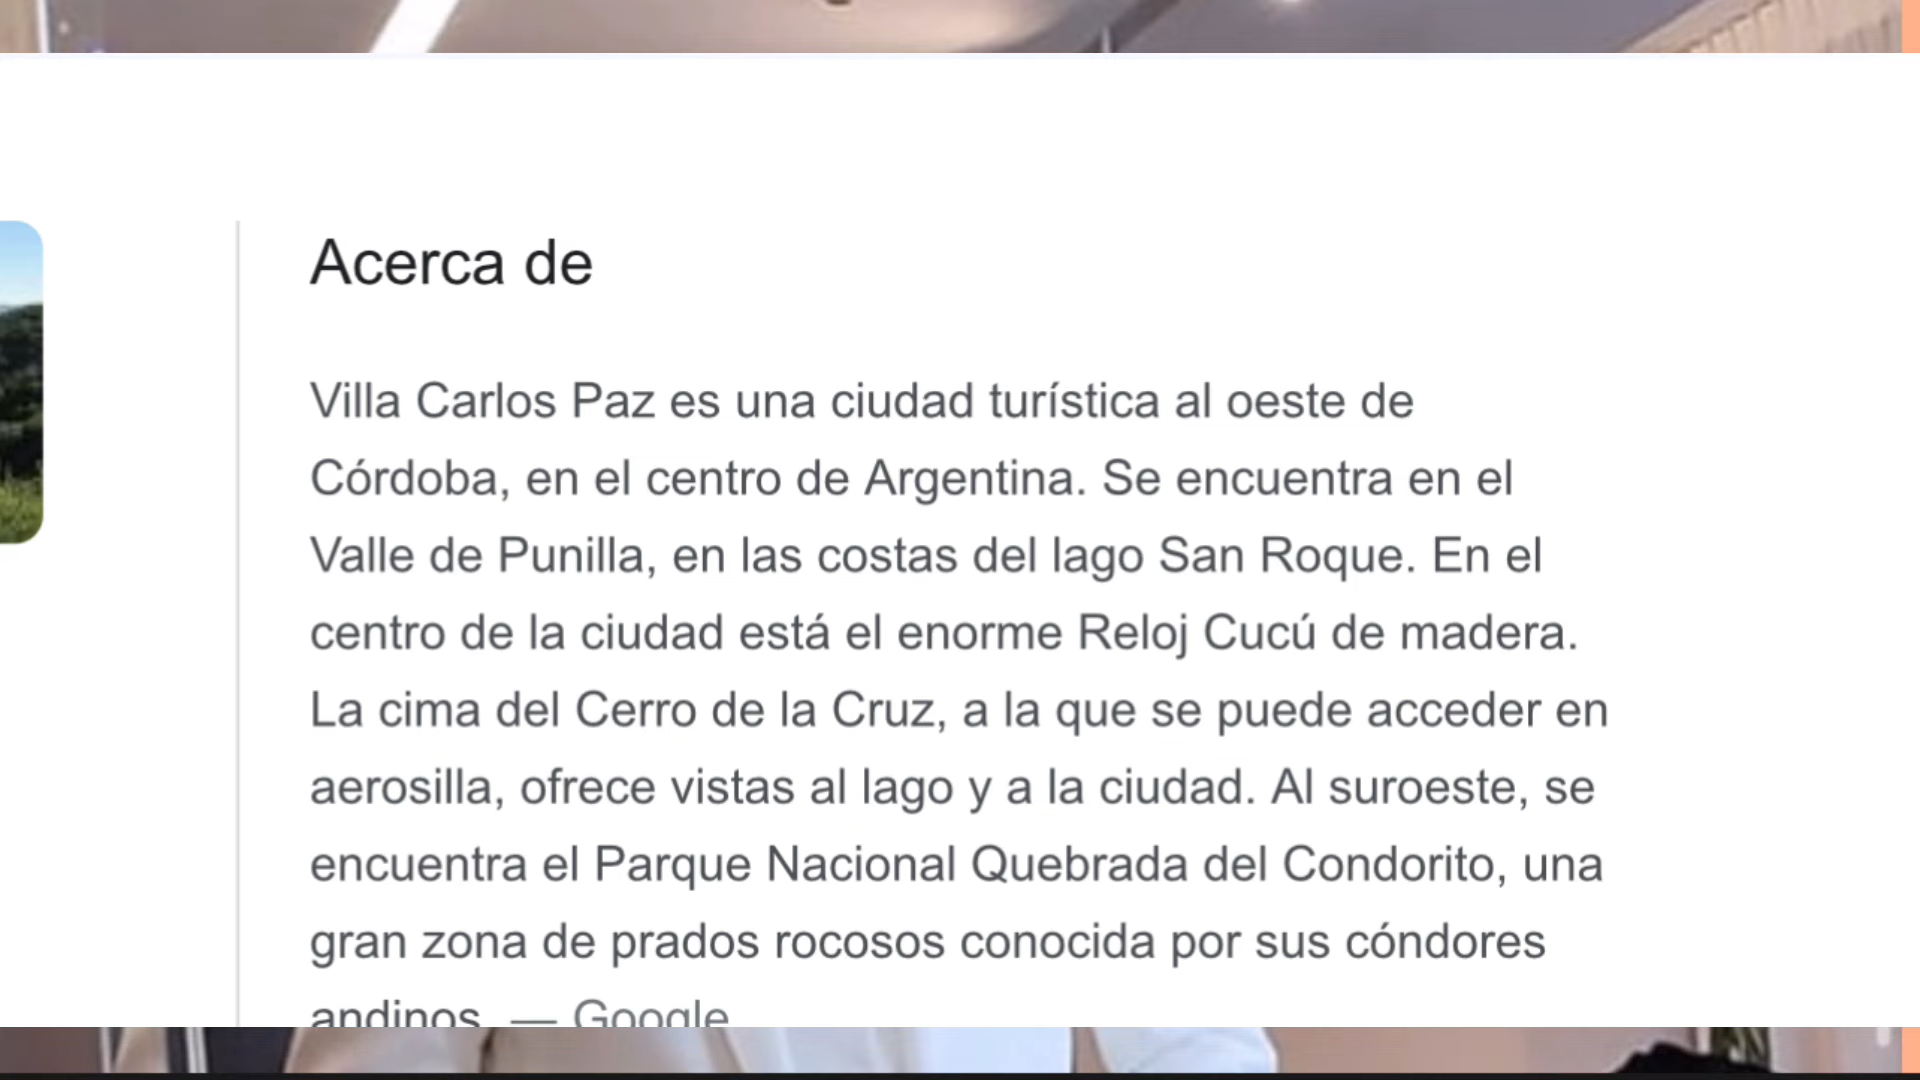 Acerca de
Villa Carlos Paz es una ciudad turística al oeste de
Córdoba, en el centro de Argentina. Se encuentra en el
Valle de Punilla, en las costas del lago San Roque. En el
centro de la ciudad está el enorme Reloj Cucú de madera.
La cima del Cerro de la Cruz, a la que se puede acceder en
aerosilla, ofrece vistas al lago y a la ciudad. Al suroeste, se
encuentra el Parque Nacional Quebrada del Condorito, una
gran zona de prados rocosos conocida por sus cóndores
andinos. — Google